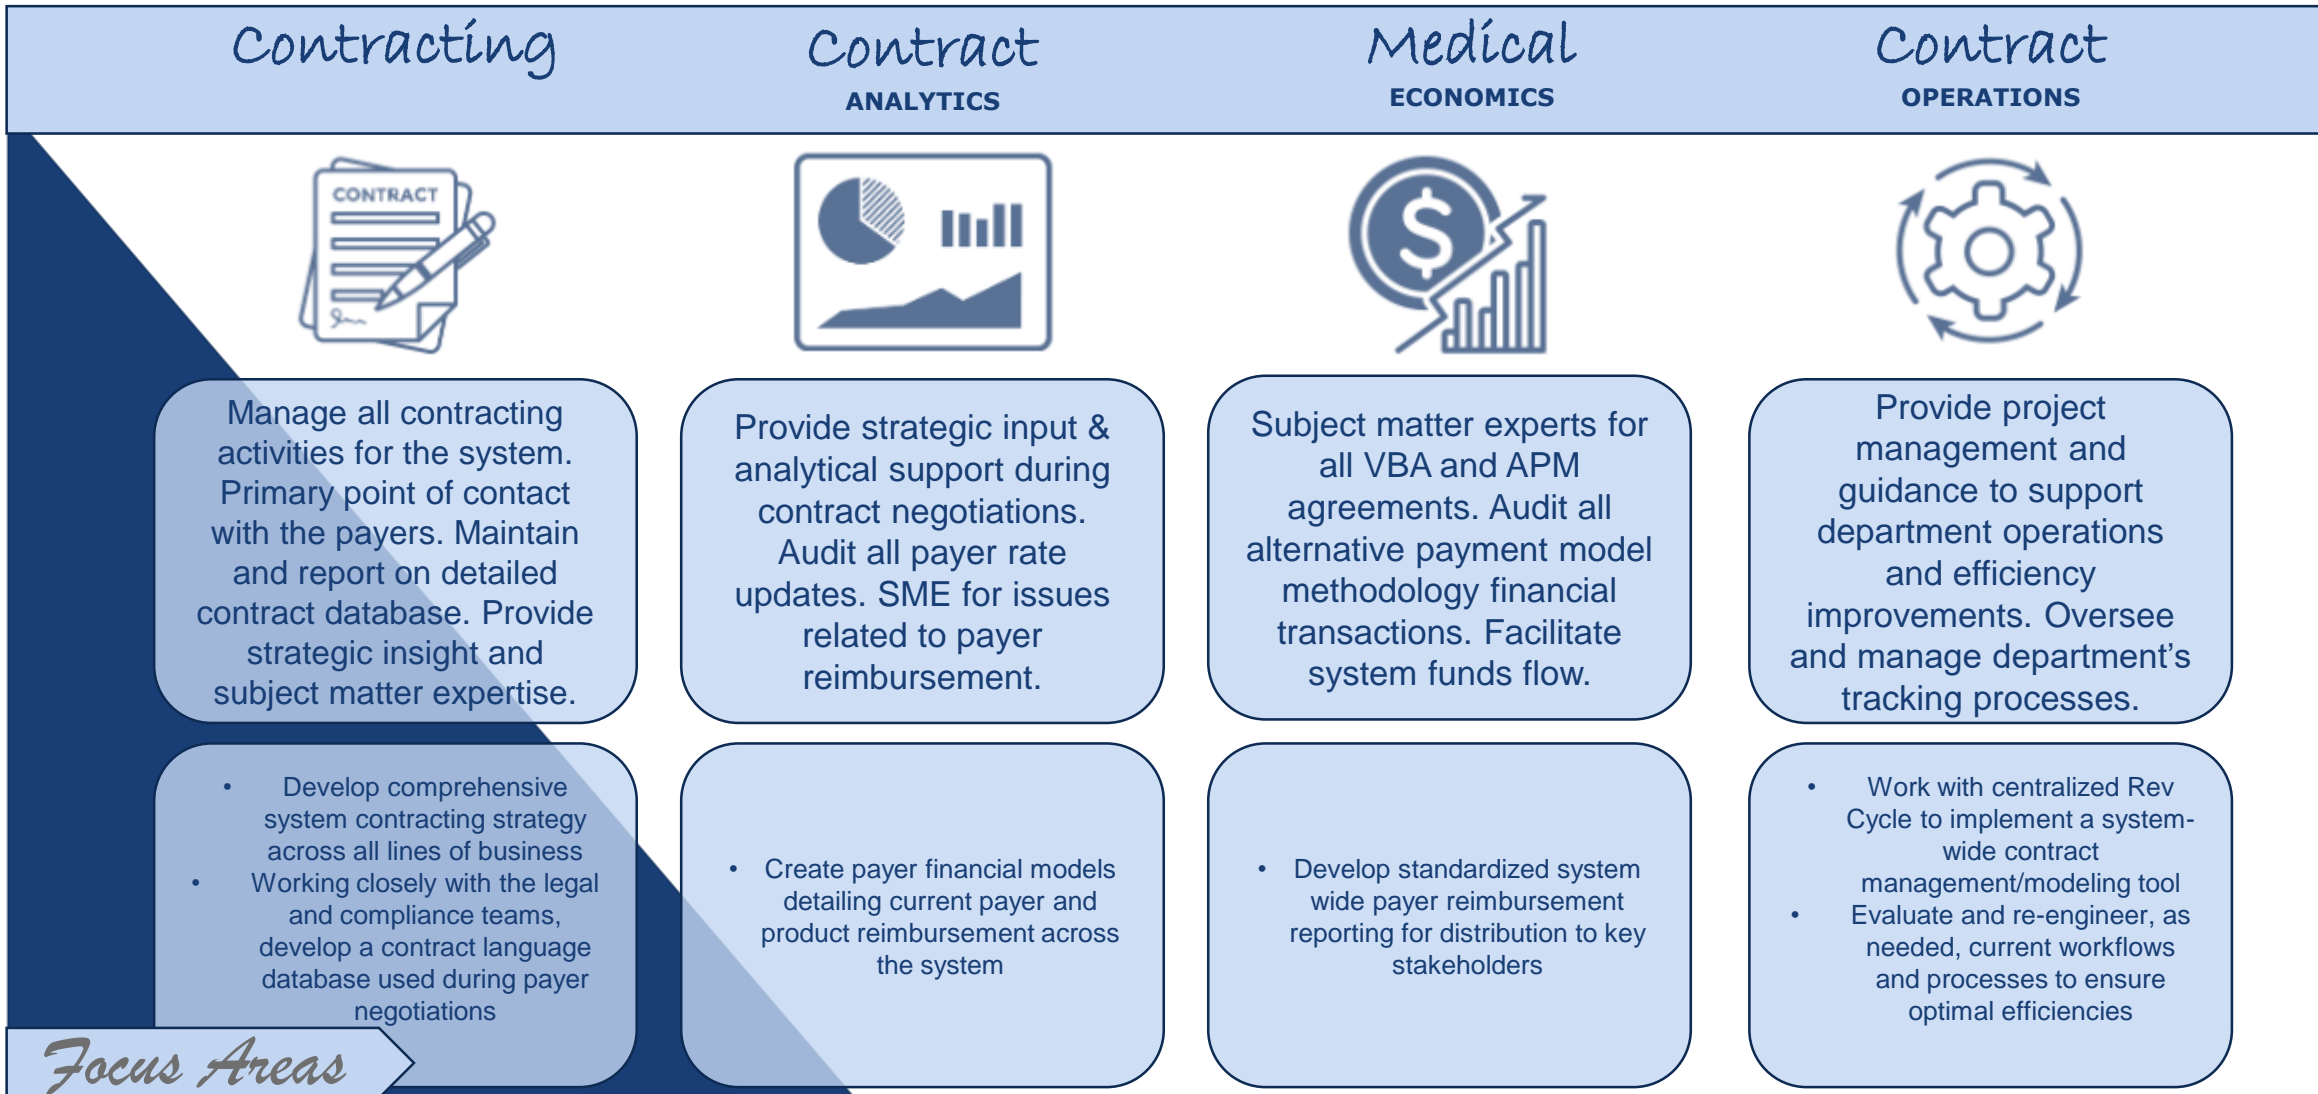 Contracting
Contract
ANALYTICS
Medical
ECONOMICS
Contract
OPERATIONS
CONTRACT
Manage all contracting
activities for the system.
Primary point of contact
with the payers. Maintain
and report on detailed
contract database. Provide
strategic insight and
subject matter expertise.
Provide strategic input &
analytical support during
contract negotiations.
Audit all payer rate
updates. SME for issues
related to payer
reimbursement.
Subject matter experts for
all VBA and APM
agreements. Audit all
alternative payment model
methodology financial
transactions. Facilitate
system funds flow.
Provide project
management and
guidance to support
department operations
and efficiency
improvements. Oversee
and manage department’s
tracking processes.
• Develop comprehensive
system contracting strategy
across all lines of business
• Working closely with the legal
and compliance teams,
develop a contract language
database used during payer
negotiations
• Create payer financial models
detailing current payer and
product reimbursement across
the system
• Develop standardized system
wide payer reimbursement
reporting for distribution to key
stakeholders
• Work with centralized Rev
Cycle to implement a system-
wide contract
management/modeling tool
• Evaluate and re-engineer, as
needed, current workflows
and processes to ensure
optimal efficiencies
Focus Areas